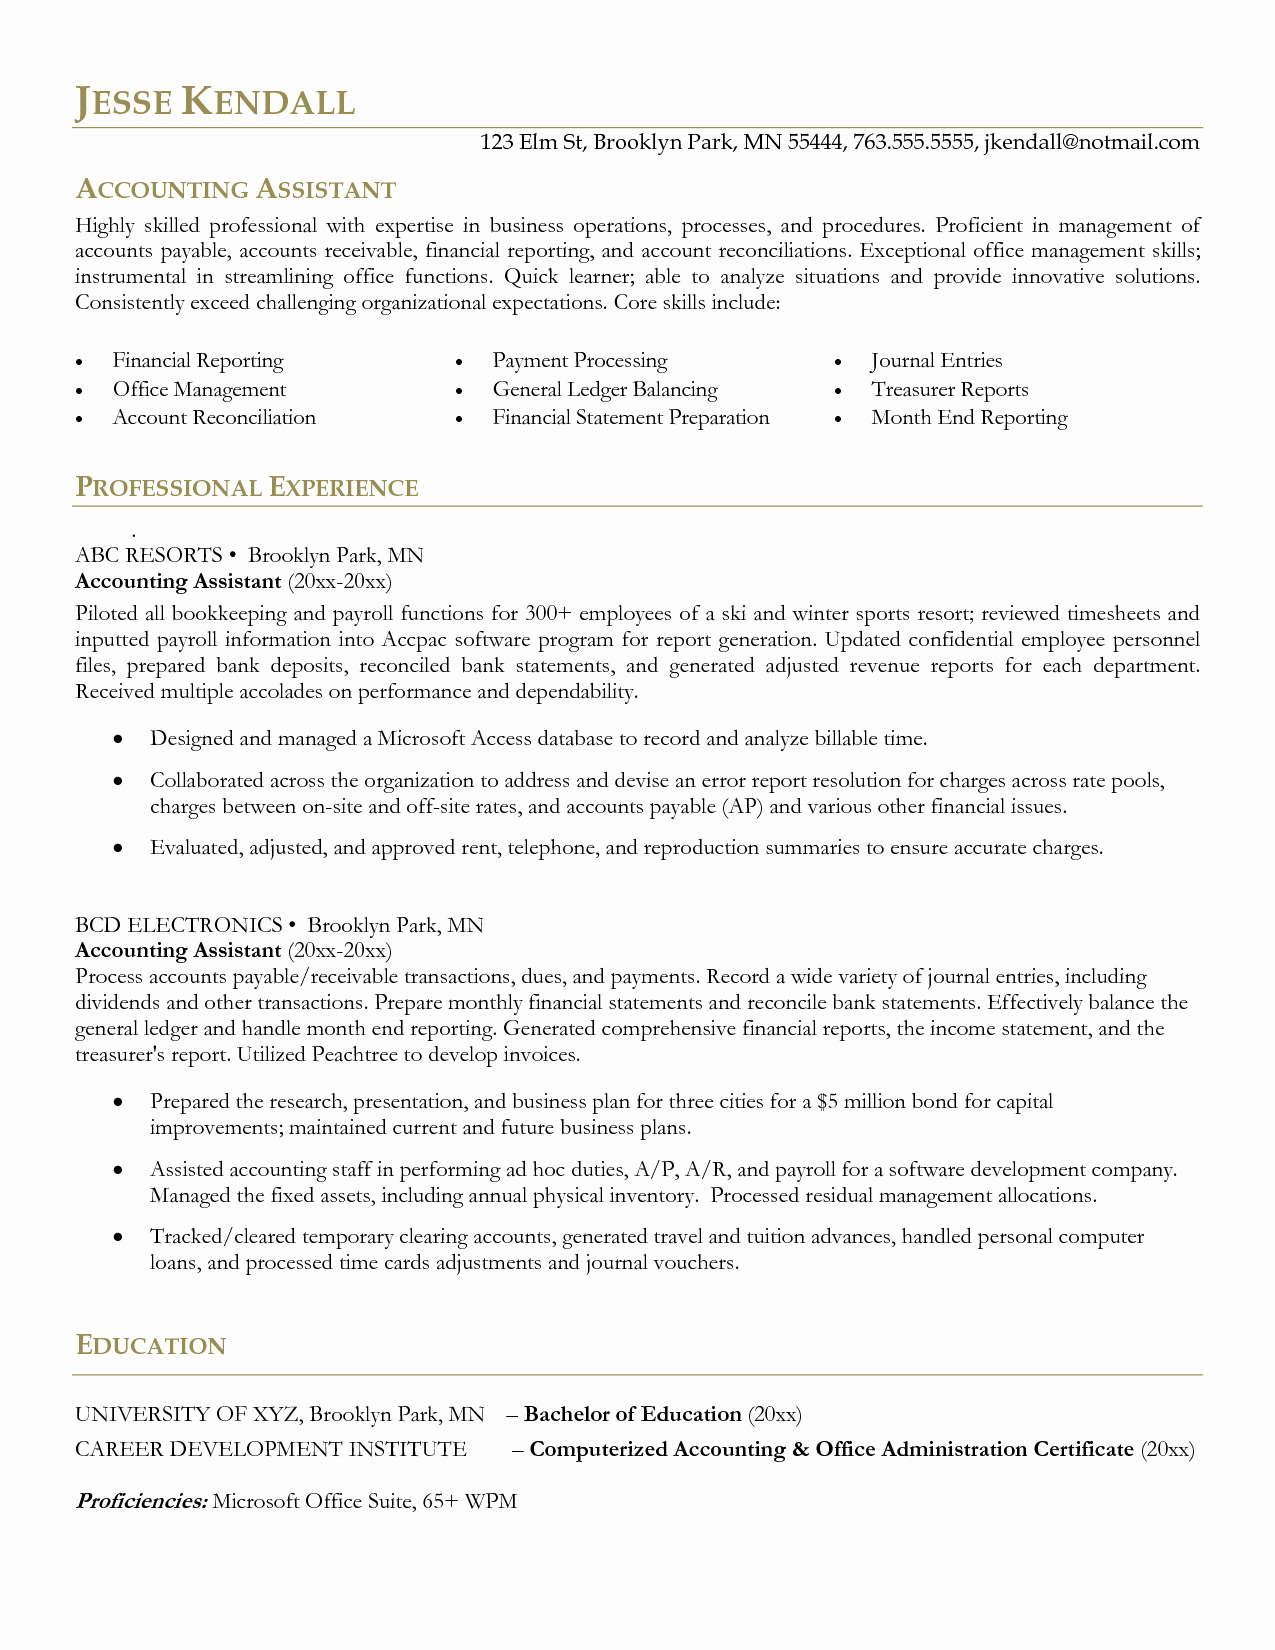 JESSE KENDALL
123 Elm St, Brooklyn Park, MN 55444, 763.555.5555, jkendall@notmail.com
ACCOUNTING ASSISTANT
Highly skilled professional with expertise in business operations, processes, and procedures. Proficient in management of
accounts payable, accounts receivable, financial reporting, and account reconciliations. Exceptional office management skills;
instrumental in streamlining office functions. Quick learner; able to analyze situations and provide innovative solutions.
Consistently exceed challenging organizational expectations. Core skills include:
• Financial Reporting • Payment Processing • Journal Entries
• Office Management • General Ledger Balancing • Treasurer Reports
• Account Reconciliation • Financial Statement Preparation • Month End Reporting
PROFESSIONAL EXPERIENCE
.
ABC RESORTS • Brooklyn Park, MN
Accounting Assistant (20xx-20xx)
Piloted all bookkeeping and payroll functions for 300+ employees of a ski and winter sports resort; reviewed timesheets and
inputted payroll information into Accpac software program for report generation. Updated confidential employee personnel
files, prepared bank deposits, reconciled bank statements, and generated adjusted revenue reports for each department.
Received multiple accolades on performance and dependability.
• Designed and managed a Microsoft Access database to record and analyze billable time.
• Collaborated across the organization to address and devise an error report resolution for charges across rate pools,
charges between on-site and off-site rates, and accounts payable (AP) and various other financial issues.
• Evaluated, adjusted, and approved rent, telephone, and reproduction summaries to ensure accurate charges.
BCD ELECTRONICS • Brooklyn Park, MN
Accounting Assistant (20xx-20xx)
Process accounts payable/receivable transactions, dues, and payments. Record a wide variety of journal entries, including
dividends and other transactions. Prepare monthly financial statements and reconcile bank statements. Effectively balance the
general ledger and handle month end reporting. Generated comprehensive financial reports, the income statement, and the
treasurer's report. Utilized Peachtree to develop invoices.
• Prepared the research, presentation, and business plan for three cities for a $5 million bond for capital
improvements; maintained current and future business plans.
• Assisted accounting staff in performing ad hoc duties, A/P, A/R, and payroll for a software development company.
Managed the fixed assets, including annual physical inventory. Processed residual management allocations.
• Tracked/cleared temporary clearing accounts, generated travel and tuition advances, handled personal computer
loans, and processed time cards adjustments and journal vouchers.
EDUCATION
UNIVERSITY OF XYZ, Brooklyn Park, MN – Bachelor of Education (20xx)
CAREER DEVELOPMENT INSTITUTE – Computerized Accounting & Office Administration Certificate (20xx)
Proficiencies: Microsoft Office Suite, 65+ WPM